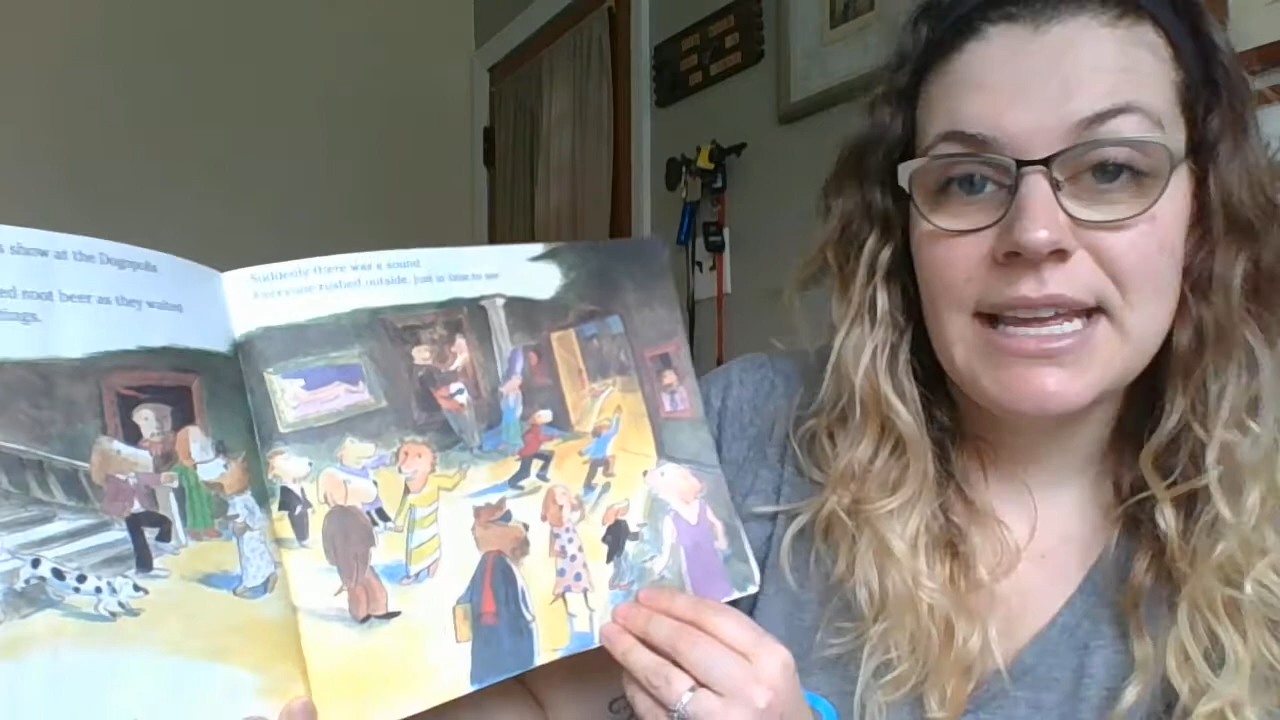 s show at the Dogopolis
ed root beer as they waited
tings.
Suddenly there was a sound.
Everyone rushed outside, just in time to see